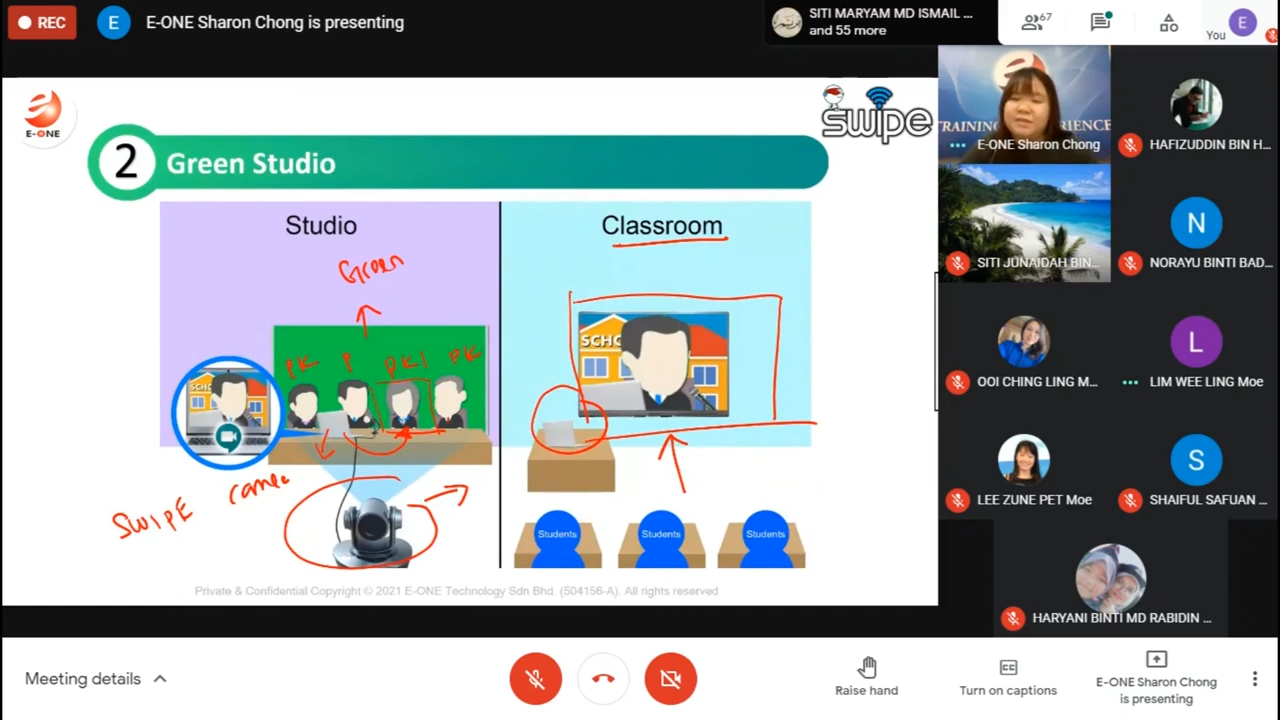 REC
E
E-ONE Sharon Chong is presenting
SITI MARYAM MD ISMAIL ...
and 55 more
67
You
E
E-ONE
swipe
2
Green Studio
Studio
Classroom
Green
PK
P
PK1
PK
SCHO
SWIPE
Students
Students
Students
Private & Confidential Copyright © 2021 E-ONE Technology Sdn Bhd. (504156-A). All rights reserved
E-ONE Sharon Chong
HAFIZUDDIN BIN H...
SITI JUNAIDAH BIN...
N
NORAYU BINTI BAD...
OOI CHING LING M...
L
LIM WEE LING Moe
LEE ZUNE PET Moe
S
SHAIFUL SAFUAN ...
HARYANI BINTI MD RABIDIN ...
Meeting details
Raise hand
Turn on captions
E-ONE Sharon Chong
is presenting